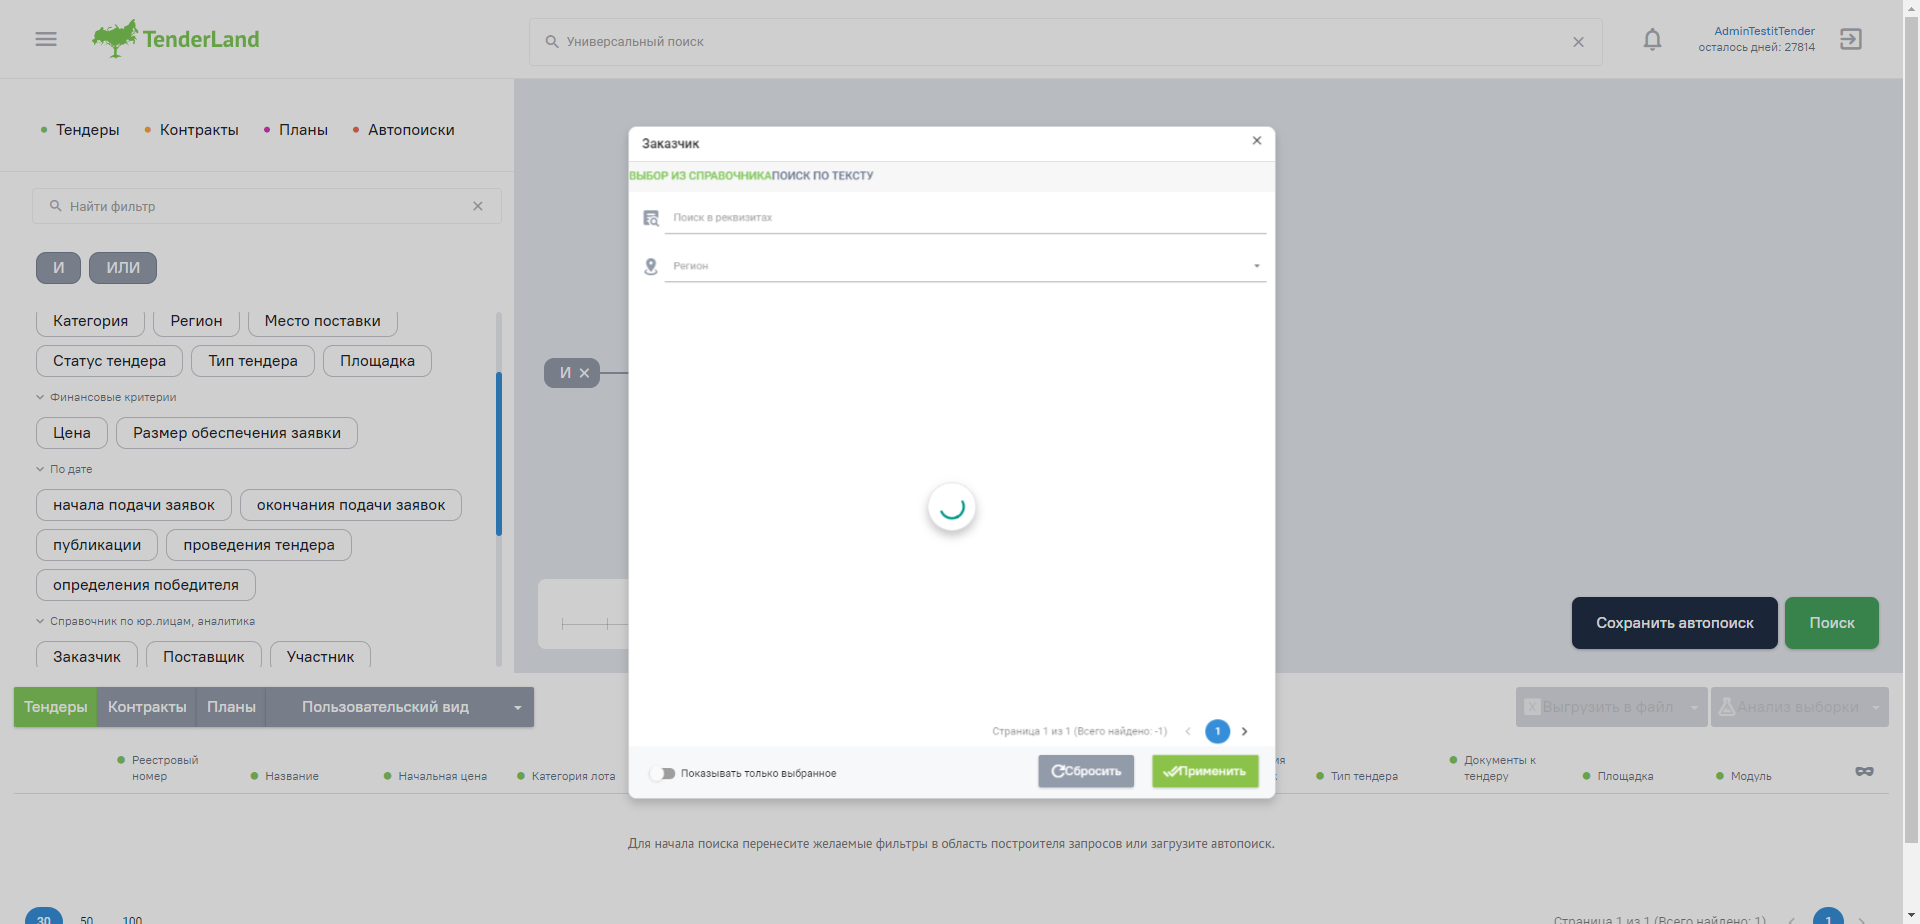 TenderLand
Универсальный поиск
AdminTestitTender
осталось дней: 27814
Тендеры
Контракты
Планы
Автопоиски
Найти фильтр
И
ИЛИ
Категория
Регион
Место поставки
Статус тендера
Тип тендера
Площадка
Финансовые критерии
Цена
Размер обеспечения заявки
По дате
начала подачи заявок
окончания подачи заявок
публикации
проведения тендера
определения победителя
Справочник по юр.лицам, аналитика
Заказчик
Поставщик
Участник
И
Заказчик
ВЫБОР ИЗ СПРАВОЧНИКА
ПОИСК ПО ТЕКСТУ
Поиск в реквизитах
Регион
Страница 1 из 1 (Всего найдено: -1)
1
Показывать только выбранное
Сбросить
Применить
Сохранить автопоиск
Поиск
Тендеры
Контракты
Планы
Пользовательский вид
Выгрузить в файл
Анализ выборки
Реестровый
номер
Название
Начальная цена
Категория лота
Тип тендера
Документы к
тендеру
Площадка
Модуль
Для начала поиска перенесите желаемые фильтры в область построителя запросов или загрузите автопоиск.
30
50
100
Страница 1 из 1 (Всего найдено: 1)
1